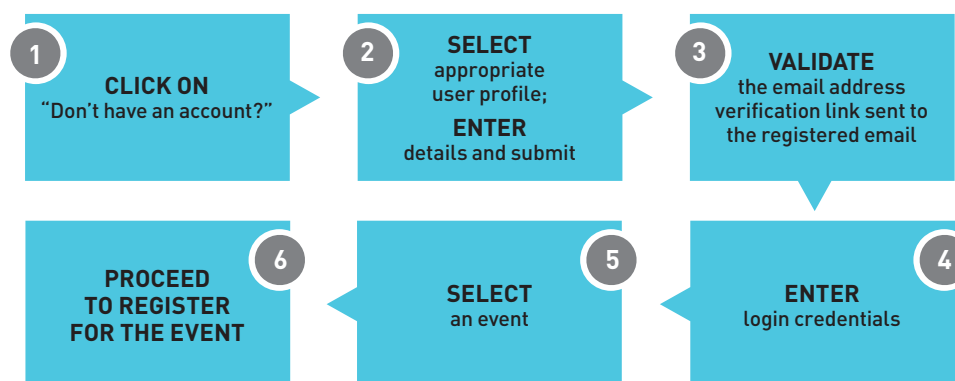 1
CLICK ON
“Don’t have an account?”
2
SELECT
appropriate
user profile;
ENTER
details and submit
3
VALIDATE
the email address
verification link sent to
the registered email
4
ENTER
login credentials
5
SELECT
an event
6
PROCEED
TO REGISTER
FOR THE EVENT